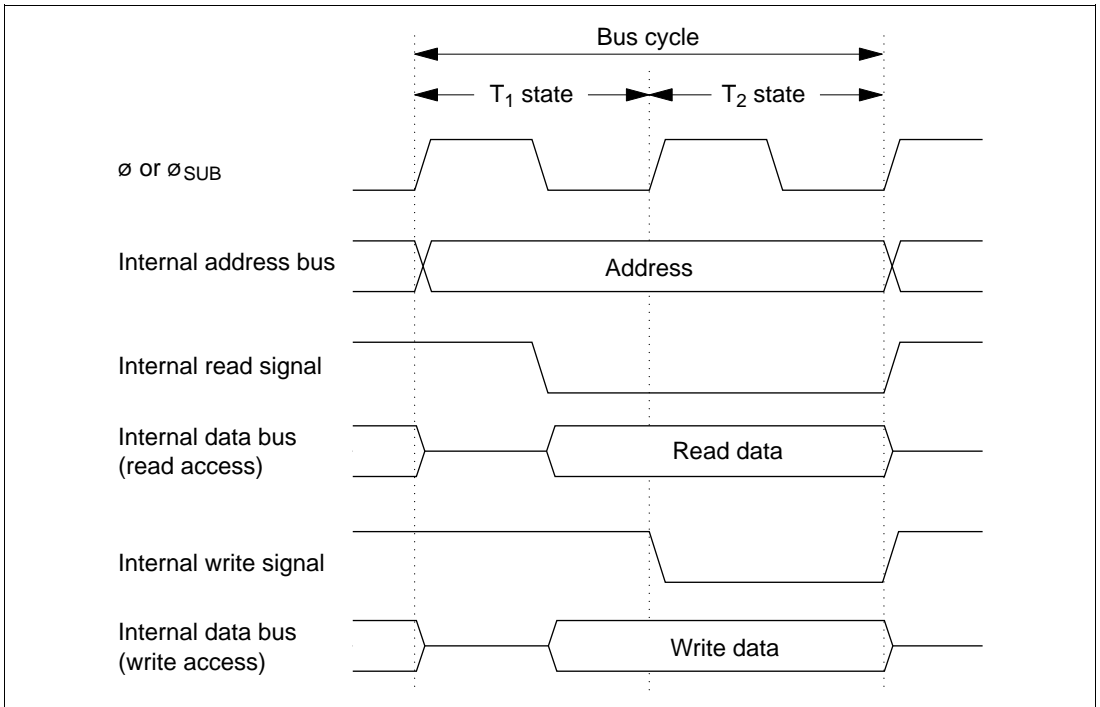 Bus cycle
T₁ state
T₂ state
ø or ø SUB
Internal address bus
Address
Internal read signal
Internal data bus
(read access)
Read data
Internal write signal
Internal data bus
(write access)
Write data